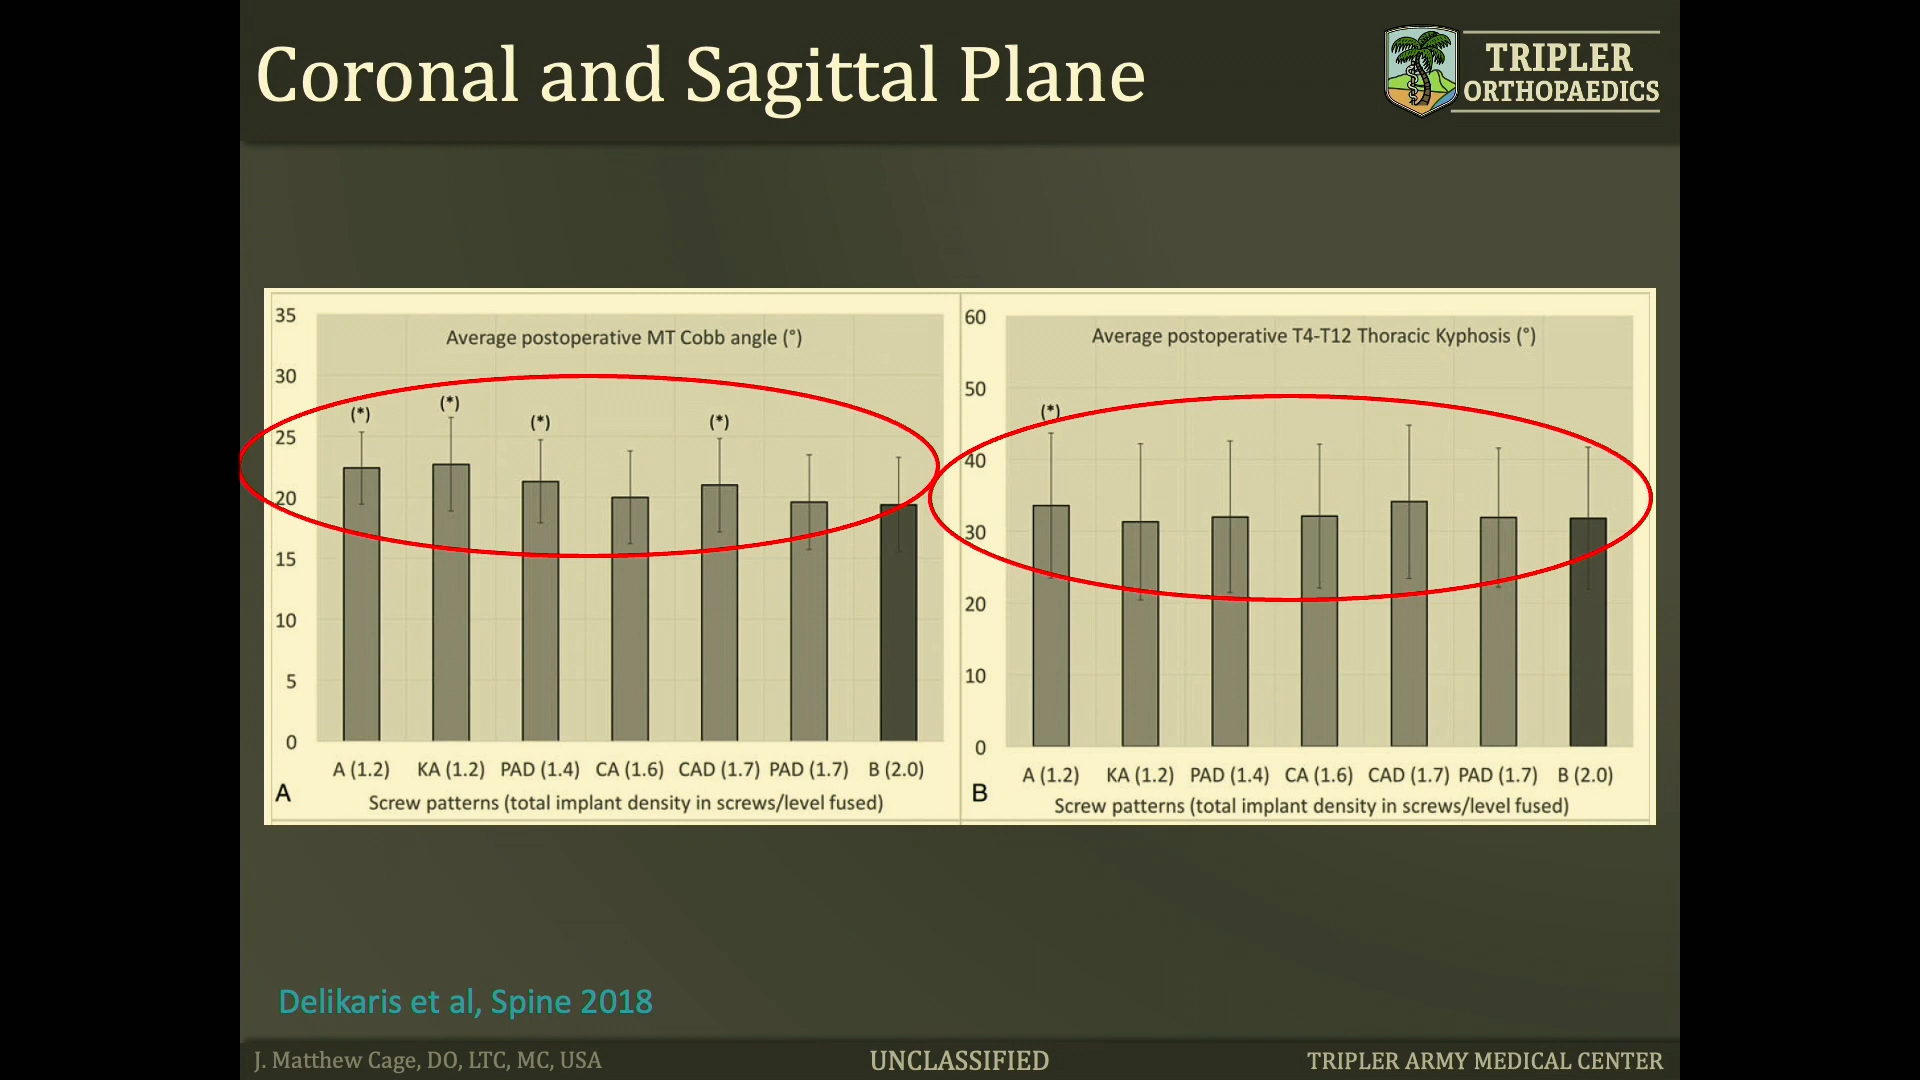 Coronal and Sagittal Plane
TRIPLER
ORTHOPAEDICS
Average postoperative MT Cobb angle (°)
35
30
25
20
15
10
5
0
(*)
(*)
(*)
(*)
A (1.2) KA (1.2) PAD (1.4) CA (1.6) CAD (1.7) PAD (1.7) B (2.0)
A
Screw patterns (total implant density in screws/level fused)
Average postoperative T4-T12 Thoracic Kyphosis (°)
60
50
40
30
20
10
0
(*)
A (1.2) KA (1.2) PAD (1.4) CA (1.6) CAD (1.7) PAD (1.7) B (2.0)
B
Screw patterns (total implant density in screws/level fused)
Delikaris et al, Spine 2018
J. Matthew Cage, DO, LTC, MC, USA
UNCLASSIFIED
TRIPLER ARMY MEDICAL CENTER